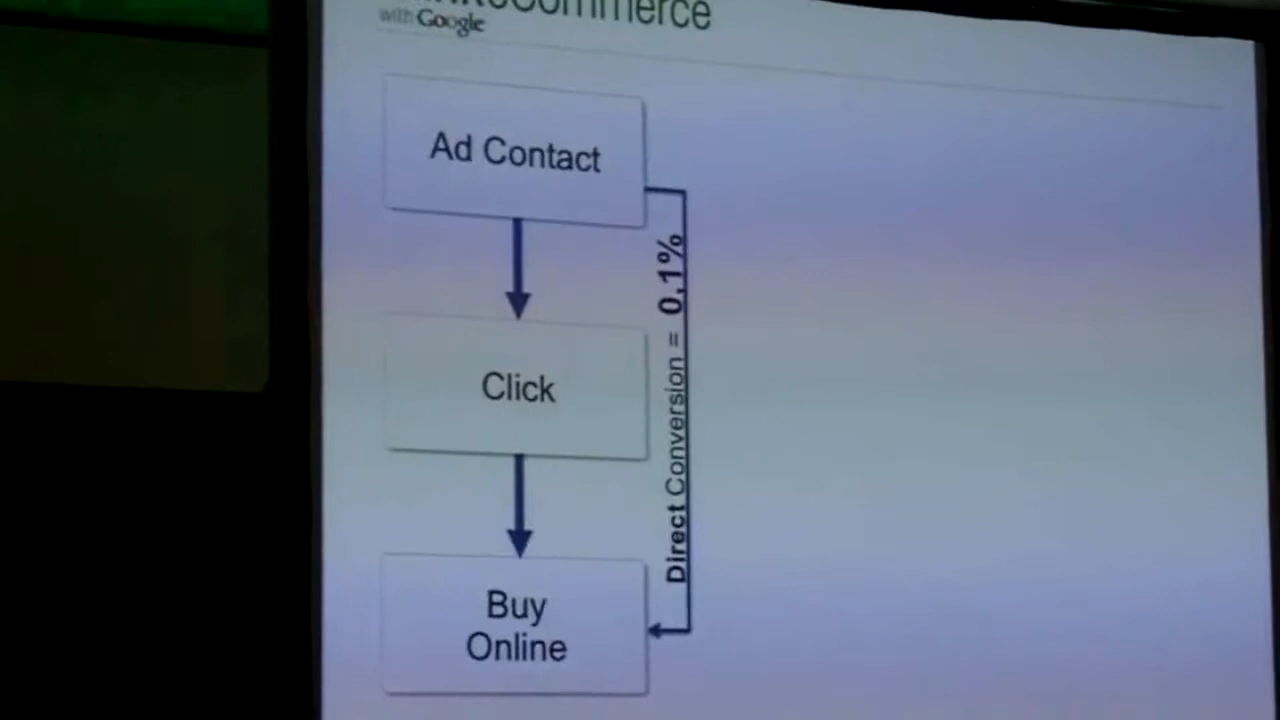 with Google
Ad Contact
Click
Direct Conversion = 0,1%
Buy
Online